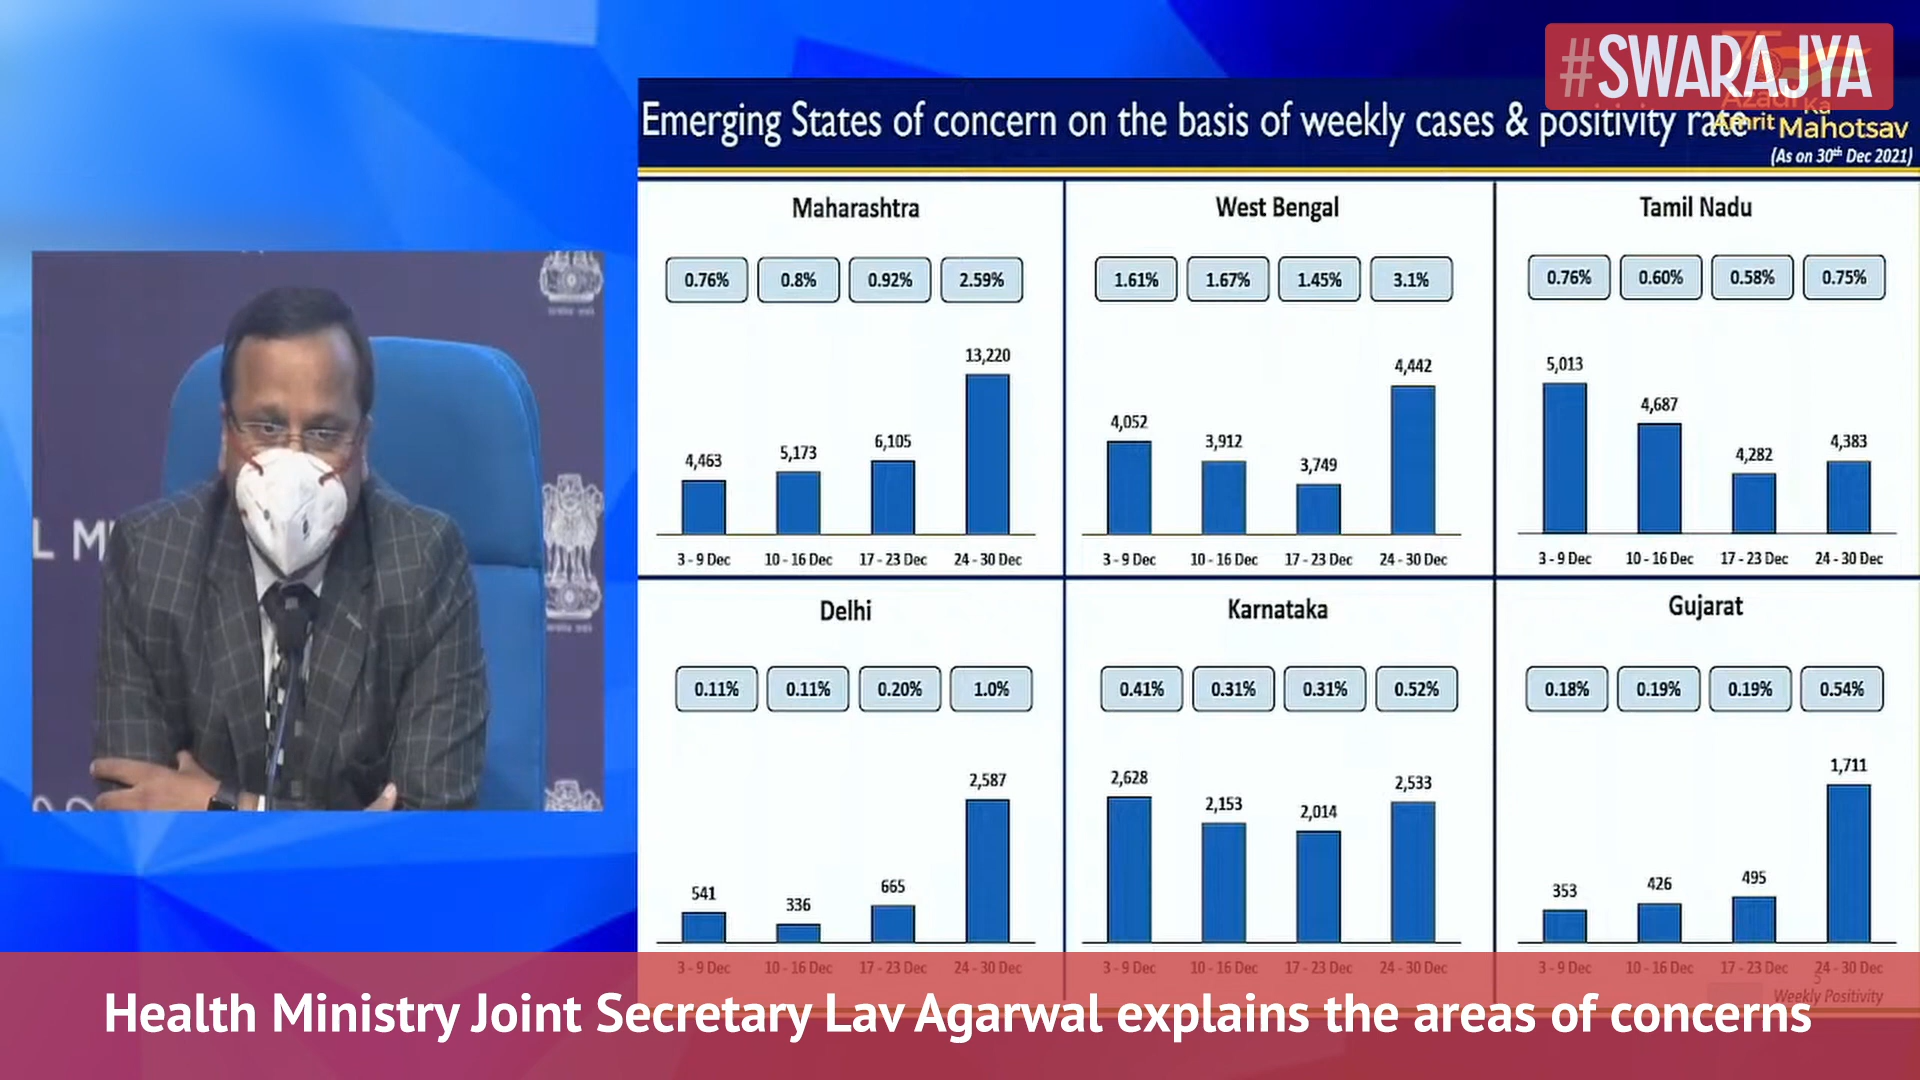 #SWARAJYA
Azadi Ka
Amrit Mahotsav
Emerging States of concern on the basis of weekly cases & positivity rate
(As on 30th Dec 2021)
Maharashtra
0.76% 0.8% 0.92% 2.59%
4,463 5,173 6,105 13,220
3 - 9 Dec 10 - 16 Dec 17 - 23 Dec 24 - 30 Dec
West Bengal
1.61% 1.67% 1.45% 3.1%
4,052 3,912 3,749 4,442
3 - 9 Dec 10 - 16 Dec 17 - 23 Dec 24 - 30 Dec
Tamil Nadu
0.76% 0.60% 0.58% 0.75%
5,013 4,687 4,282 4,383
3 - 9 Dec 10 - 16 Dec 17 - 23 Dec 24 - 30 Dec
Delhi
0.11% 0.11% 0.20% 1.0%
541 336 665 2,587
3 - 9 Dec 10 - 16 Dec 17 - 23 Dec 24 - 30 Dec
Karnataka
0.41% 0.31% 0.31% 0.52%
2,628 2,153 2,014 2,533
3 - 9 Dec 10 - 16 Dec 17 - 23 Dec 24 - 30 Dec
Gujarat
0.18% 0.19% 0.19% 0.54%
353 426 495 1,711
3 - 9 Dec 10 - 16 Dec 17 - 23 Dec 24 - 30 Dec
5
Weekly Positivity
L M
Health Ministry Joint Secretary Lav Agarwal explains the areas of concerns